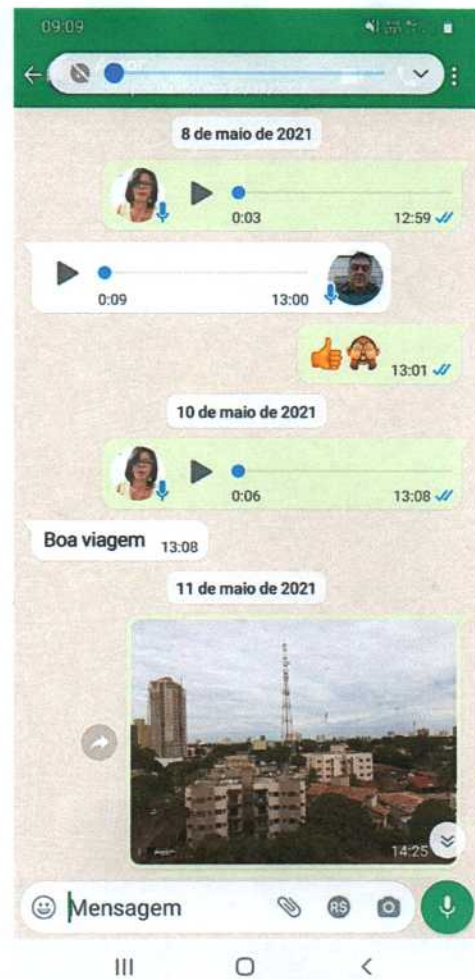 09:09
8 de maio de 2021
0:03 12:59
0:09 13:00
13:01
10 de maio de 2021
0:06 13:08
Boa viagem 13:08
11 de maio de 2021
14:25
Mensagem R$